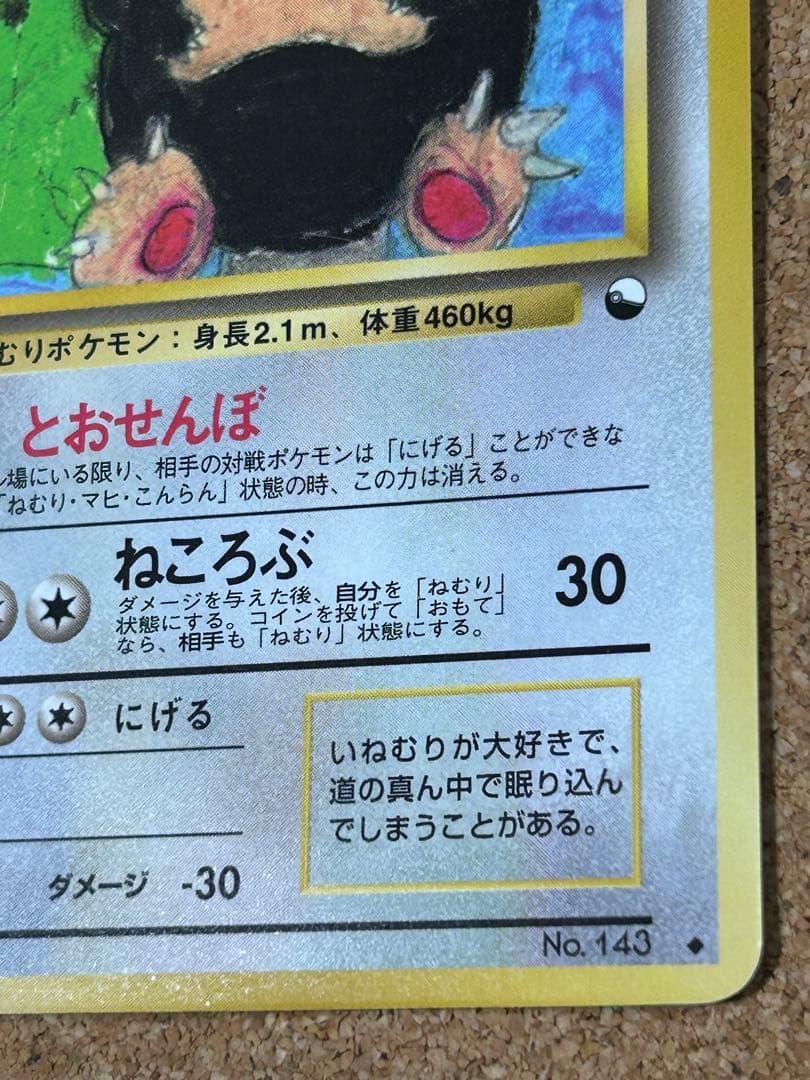 むりポケモン：身長2.1m、体重460kg
とおせんぼ
ル場にいる限り、相手の対戦ポケモンは「にげる」ことができな
「ねむり・マヒ・こんらん」状態の時、この力は消える。
ねころぶ 30
ダメージを与えた後、自分を「ねむり」
状態にする。コインを投げて「おもて」
なら、相手も「ねむり」状態にする。
にげる
いねむりが大好きで、
道の真ん中で眠り込ん
でしまうことがある。
ダメージ -30
No. 143